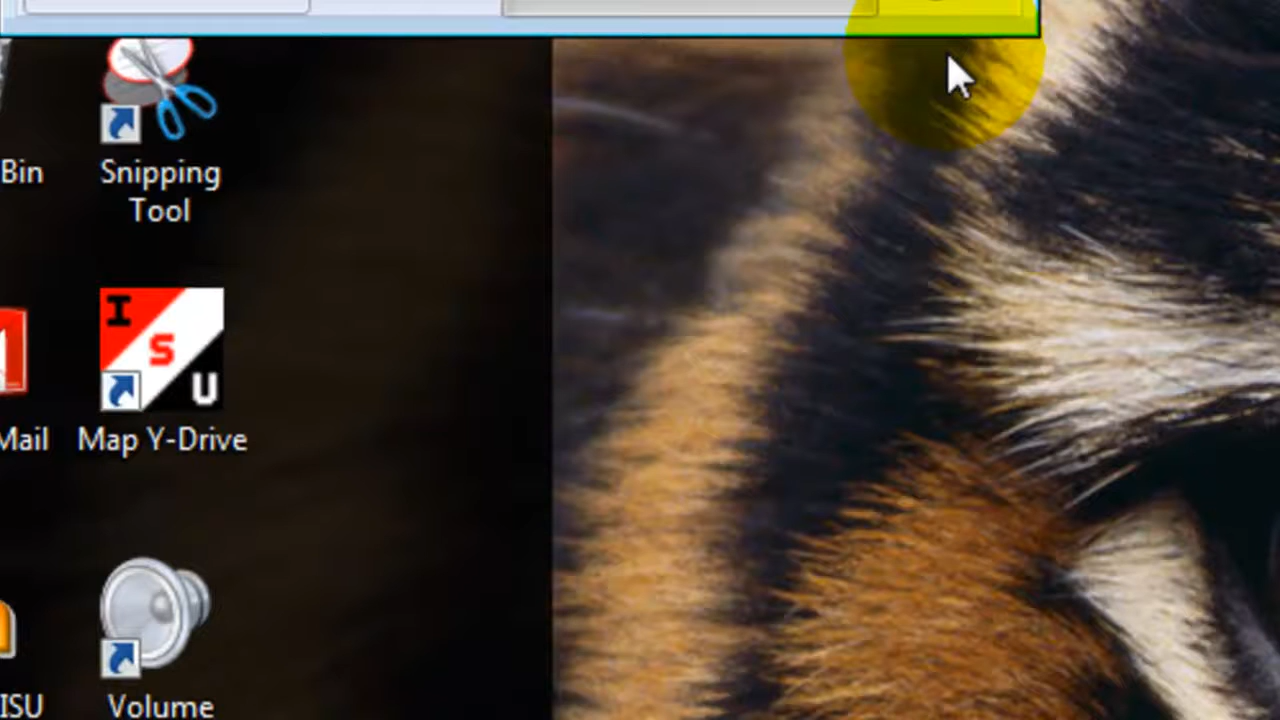 Bin
Snipping
Tool
I
S
U
Mail
Map Y-Drive
ISU
Volume